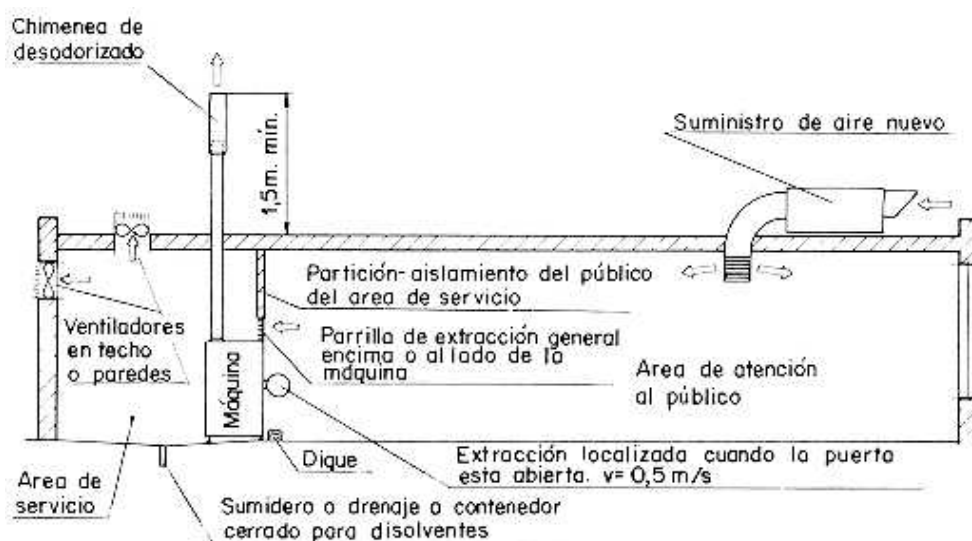 Chimenea de
desodorizado
1,5m. mín.
Suministro de aire nuevo
Partición-aislamiento del público
del area de servicio
Ventiladores
en techo
o paredes
Parrilla de extracción general
encima o al lado de la
máquina
Máquina
Area de atención
al público
Dique
Extracción localizada cuando la puerta
esta abierta. v= 0,5 m/s
Area de
servicio
Sumidero o drenaje a contenedor
cerrado para disolventes